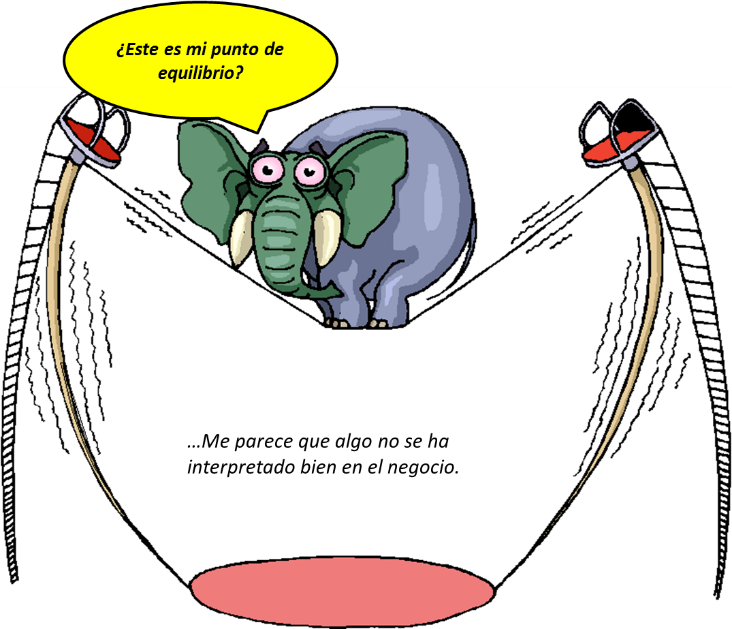 ¿Este es mi punto de
equilibrio?
…Me parece que algo no se ha
interpretado bien en el negocio.